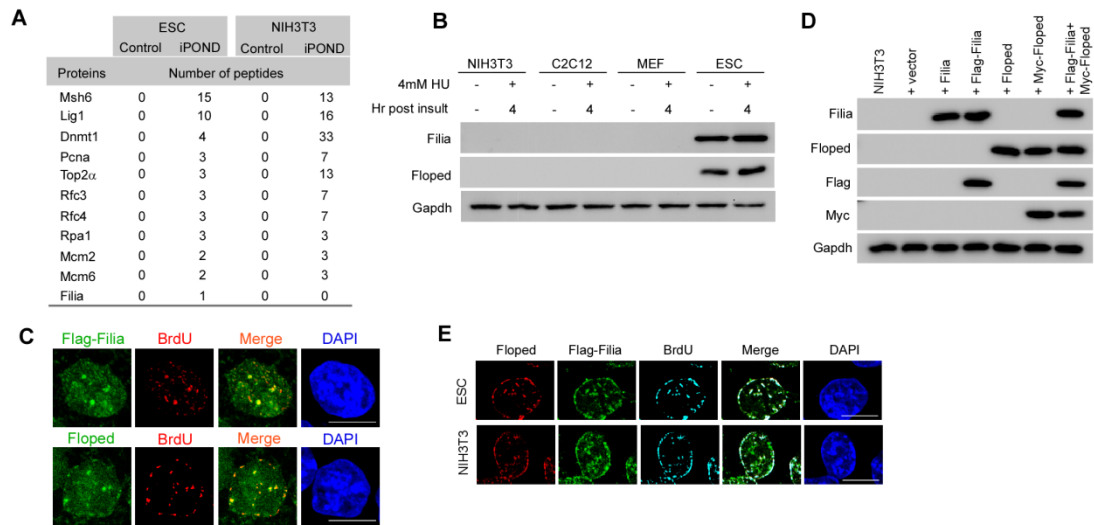 A
ESC NIH3T3
Control iPOND Control iPOND
Proteins Number of peptides
Msh6 0 15 0 13
Lig1 0 10 0 16
Dnmt1 0 4 0 33
Pcna 0 3 0 7
Top2α 0 3 0 13
Rfc3 0 3 0 7
Rfc4 0 3 0 7
Rpa1 0 3 0 3
Mcm2 0 2 0 3
Mcm6 0 2 0 3
Filia 0 1 0 0
B
NIH3T3 C2C12 MEF ESC
4mM HU - + - + - + - +
Hr post insult - 4 - 4 - 4 - 4
Filia
Floped
Gapdh
C
Flag-Filia BrdU Merge DAPI
Floped BrdU Merge DAPI
D
NIH3T3
+ vector
+ Filia
+ Flag-Filia
+ Floped
+ Myc-Floped
+ Flag-Filia+
Myc-Floped
Filia
Floped
Flag
Myc
Gapdh
E
Floped Flag-Filia BrdU Merge DAPI
ESC
NIH3T3